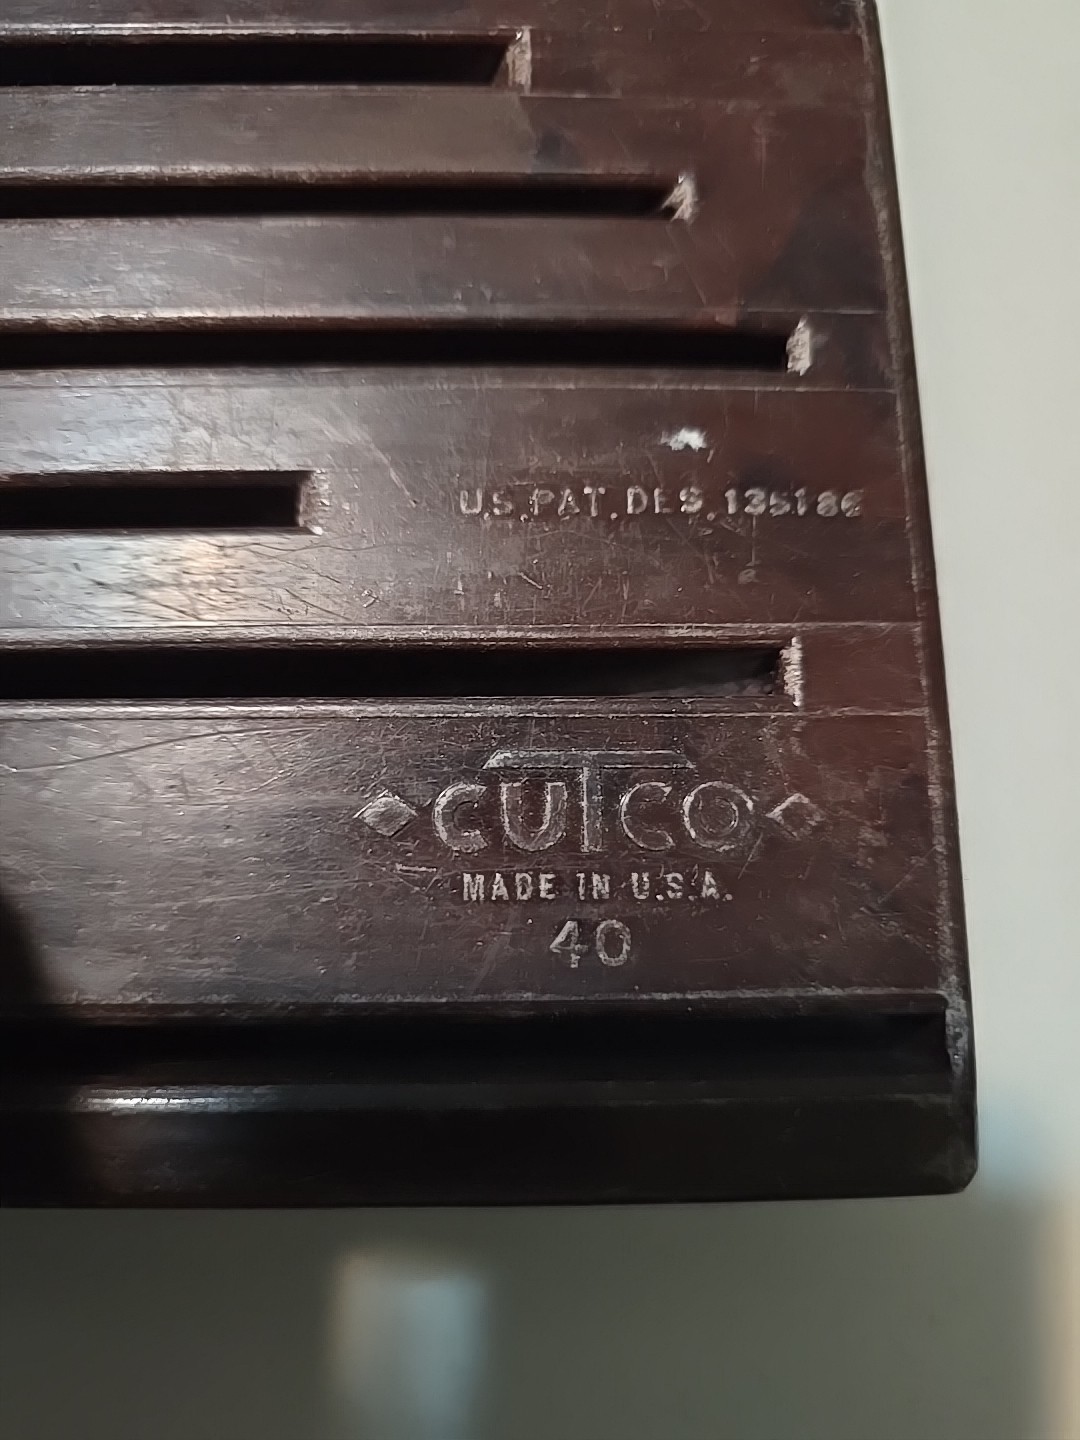 U.S. PAT. DES. 135186
CUTCO
MADE IN U.S.A.
40